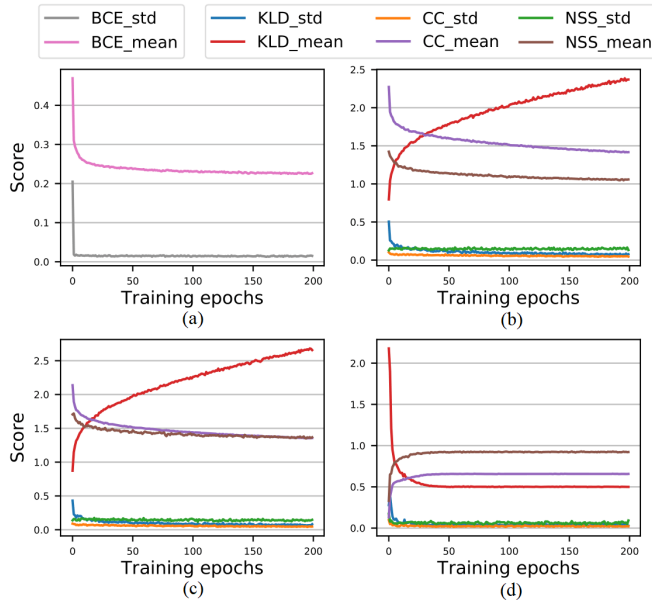 BCE_std KLD_std CC_std NSS_std
BCE_mean KLD_mean CC_mean NSS_mean
0.4
0.3
0.2
0.1
0.0
Score
0 50 100 150 200
Training epochs
(a)
2.5
2.0
1.5
1.0
0.5
0.0
0 50 100 150 200
Training epochs
(b)
2.5
2.0
1.5
1.0
0.5
0.0
Score
0 50 100 150 200
Training epochs
(c)
2.0
1.5
1.0
0.5
0.0
0 50 100 150 200
Training epochs
(d)